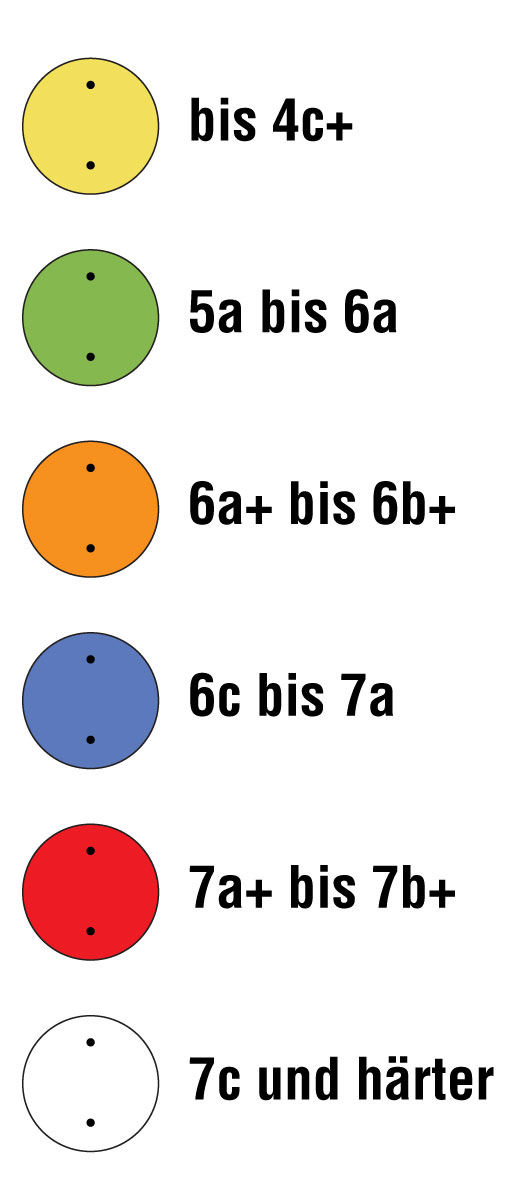 bis 4c+
5a bis 6a
6a+ bis 6b+
6c bis 7a
7a+ bis 7b+
7c und härter